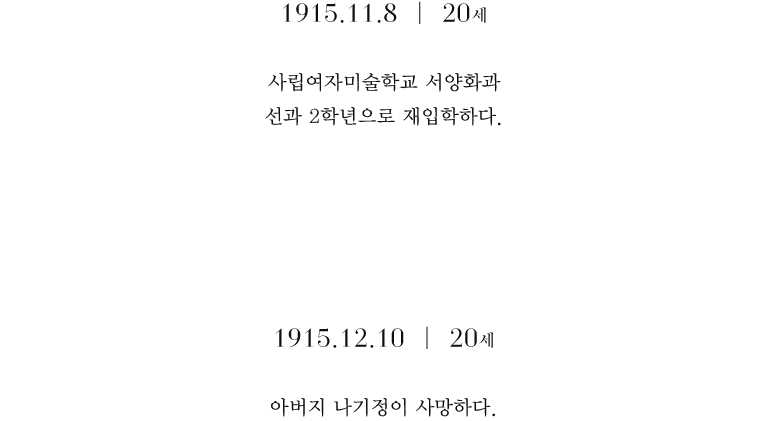 1915.11.8 | 20세
사립여자미술학교 서양화과
선과 2학년으로 재입학하다.
1915.12.10 | 20세
아버지 나기정이 사망하다.